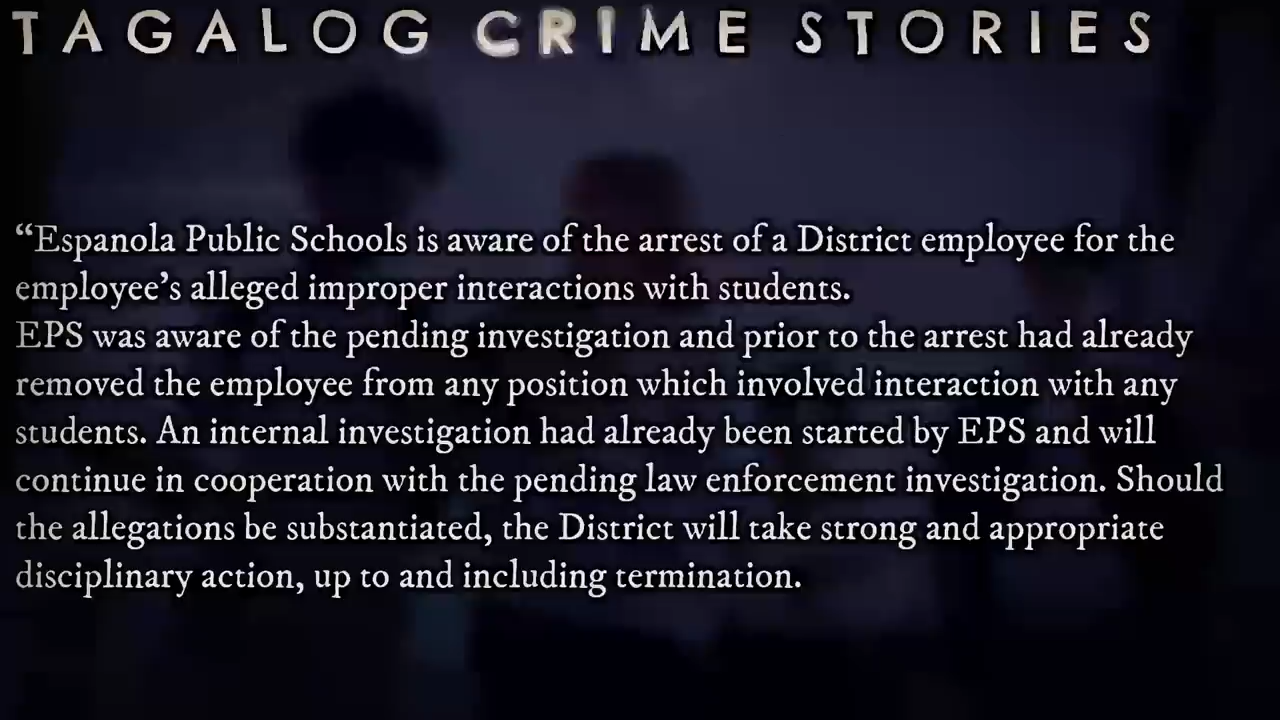 TAGALOG CRIME STORIES
“Espanola Public Schools is aware of the arrest of a District employee for the
employee’s alleged improper interactions with students.
EPS was aware of the pending investigation and prior to the arrest had already
removed the employee from any position which involved interaction with any
students. An internal investigation had already been started by EPS and will
continue in cooperation with the pending law enforcement investigation. Should
the allegations be substantiated, the District will take strong and appropriate
disciplinary action, up to and including termination.